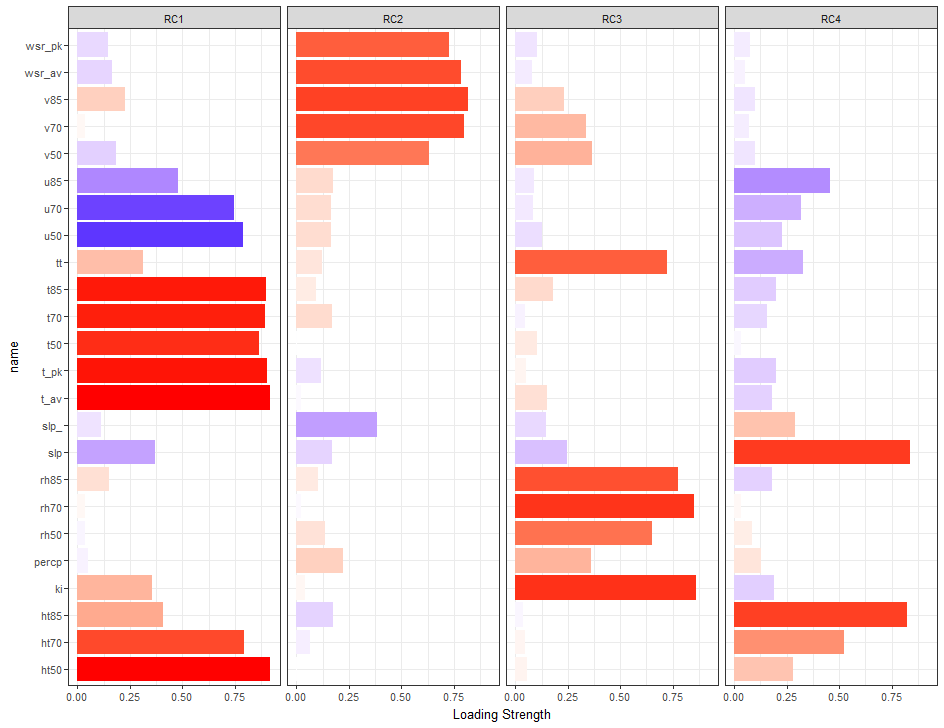 RC1 RC2 RC3 RC4
wsr_pk
wsr_av
v85
v70
v50
u85
u70
u50
tt
t85
t70
t50
t_pk
t_av
slp_
slp
rh85
rh70
rh50
percp
ki
ht85
ht70
ht50
name
0.00 0.25 0.50 0.75 0.00 0.25 0.50 0.75 0.00 0.25 0.50 0.75 0.00 0.25 0.50 0.75
Loading Strength